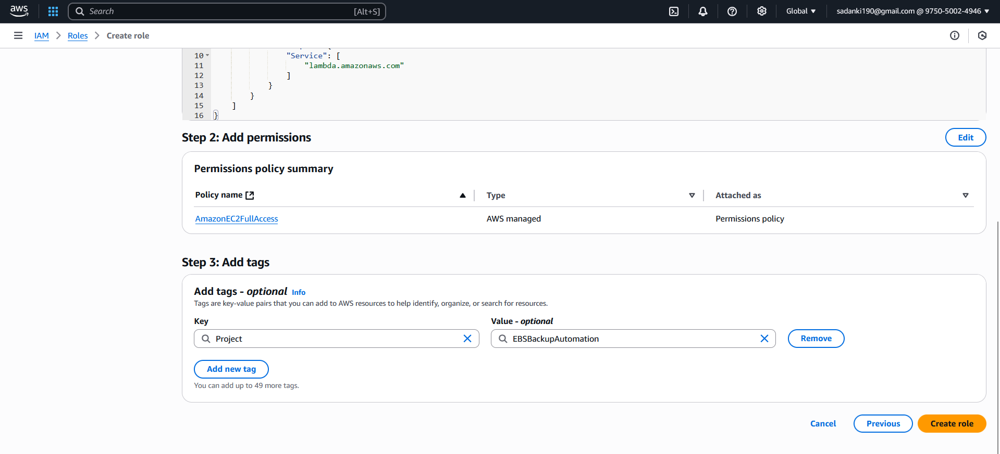 aws
Search [Alt+S]
Global
sadanki190@gmail.com @ 9750-5002-4946
IAM
Roles
Create role
10
"Service": [
11
"lambda.amazonaws.com"
12
]
13
}
14
}
15
]
16
}
Step 2: Add permissions
Edit
Permissions policy summary
Policy name
Type
Attached as
AmazonEC2FullAccess
AWS managed
Permissions policy
Step 3: Add tags
Add tags - optional Info
Tags are key-value pairs that you can add to AWS resources to help identify, organize, or search for resources.
Key
Value - optional
Project
EBSBackupAutomation
Remove
Add new tag
You can add up to 49 more tags.
Cancel
Previous
Create role